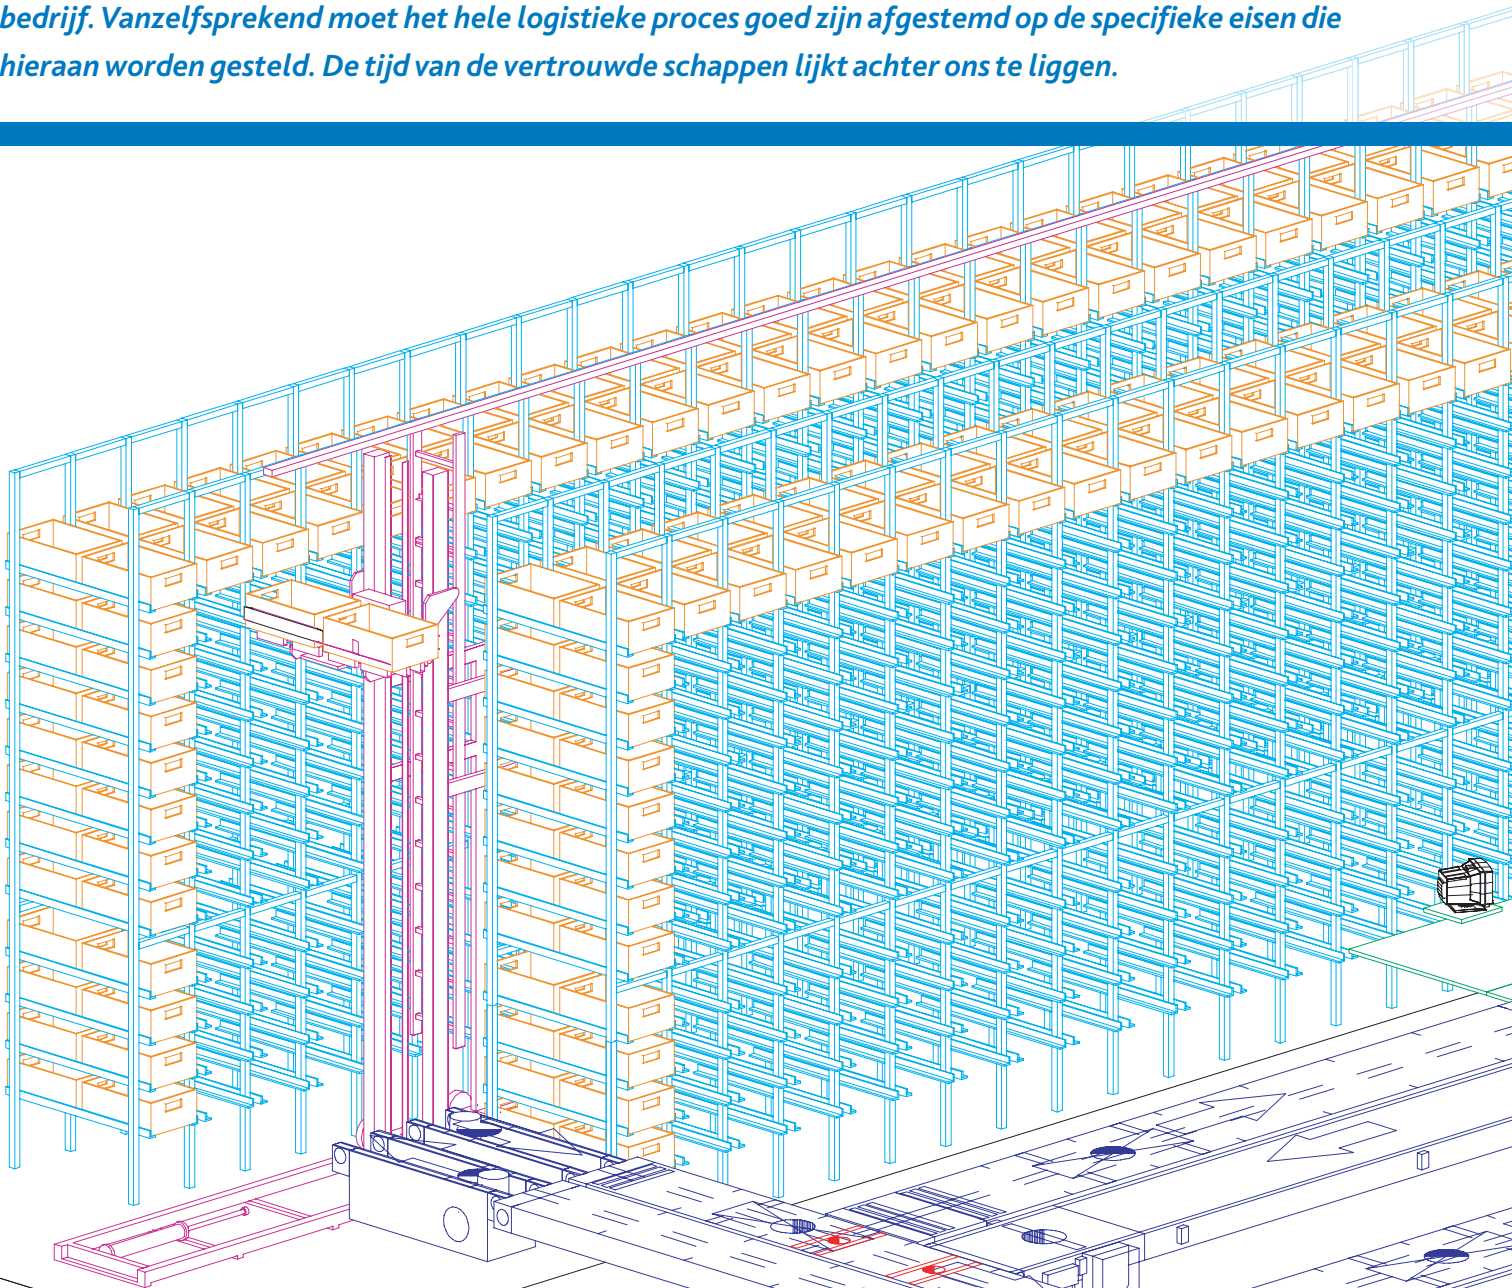 bedrijf. Vanzelfsprekend moet het hele logistieke proces goed zijn afgestemd op de specifieke eisen die
hieraan worden gesteld. De tijd van de vertrouwde schappen lijkt achter ons te liggen.